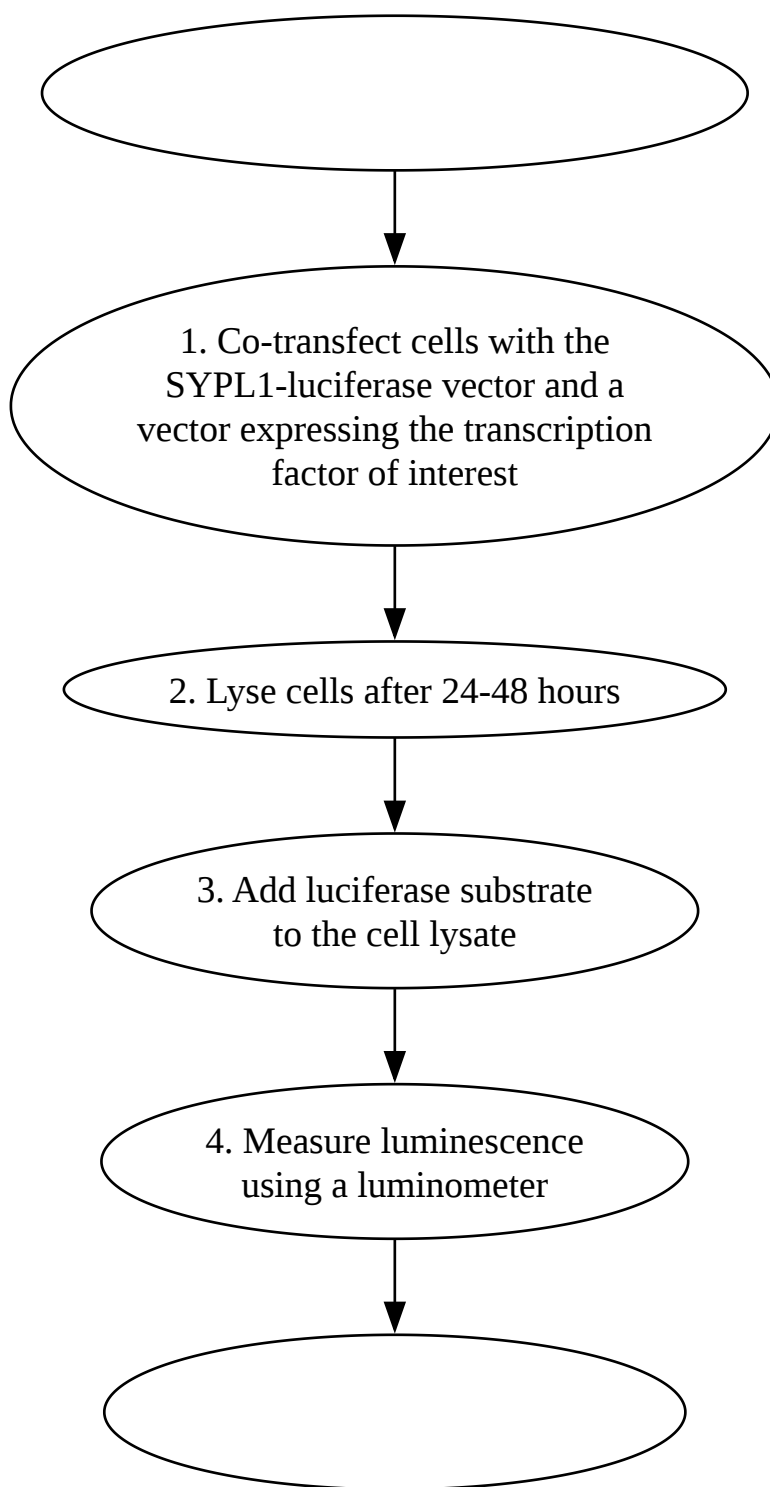 1. Co-transfect cells with the
SYPL1-luciferase vector and a
vector expressing the transcription
factor of interest
2. Lyse cells after 24-48 hours
3. Add luciferase substrate
to the cell lysate
4. Measure luminescence
using a luminometer